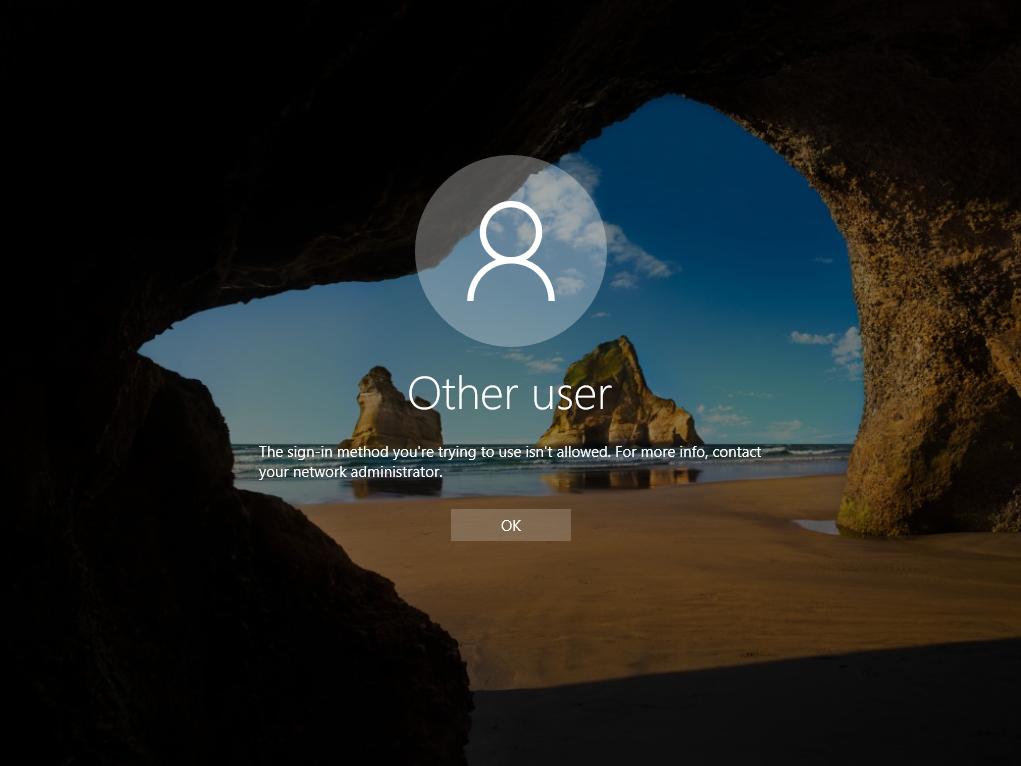 Other user
The sign-in method you're trying to use isn't allowed. For more info, contact
your network administrator.
OK